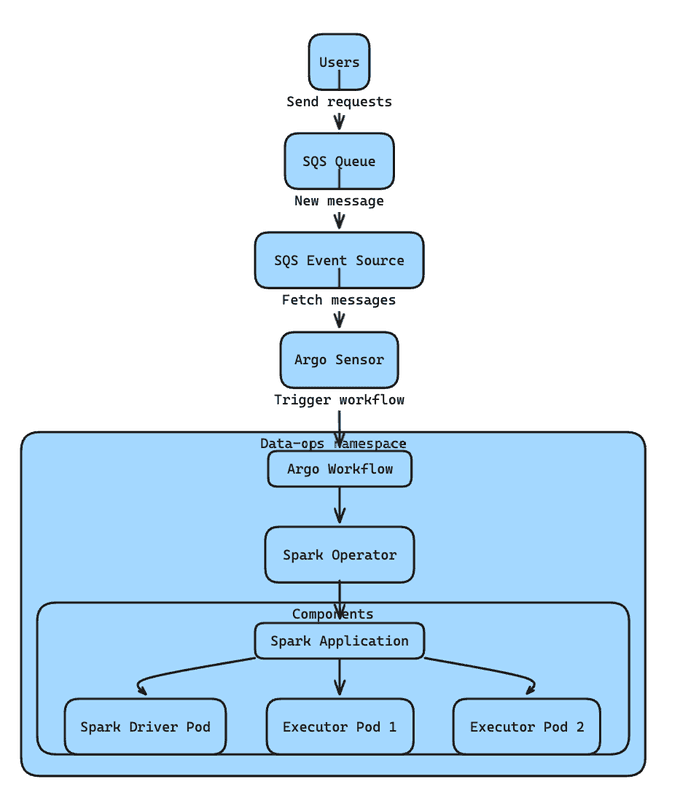 Users
Send requests
SQS Queue
New message
SQS Event Source
Fetch messages
Argo Sensor
Trigger workflow
Data-ops Namespace
Argo Workflow
Spark Operator
Components
Spark Application
Spark Driver Pod
Executor Pod 1
Executor Pod 2